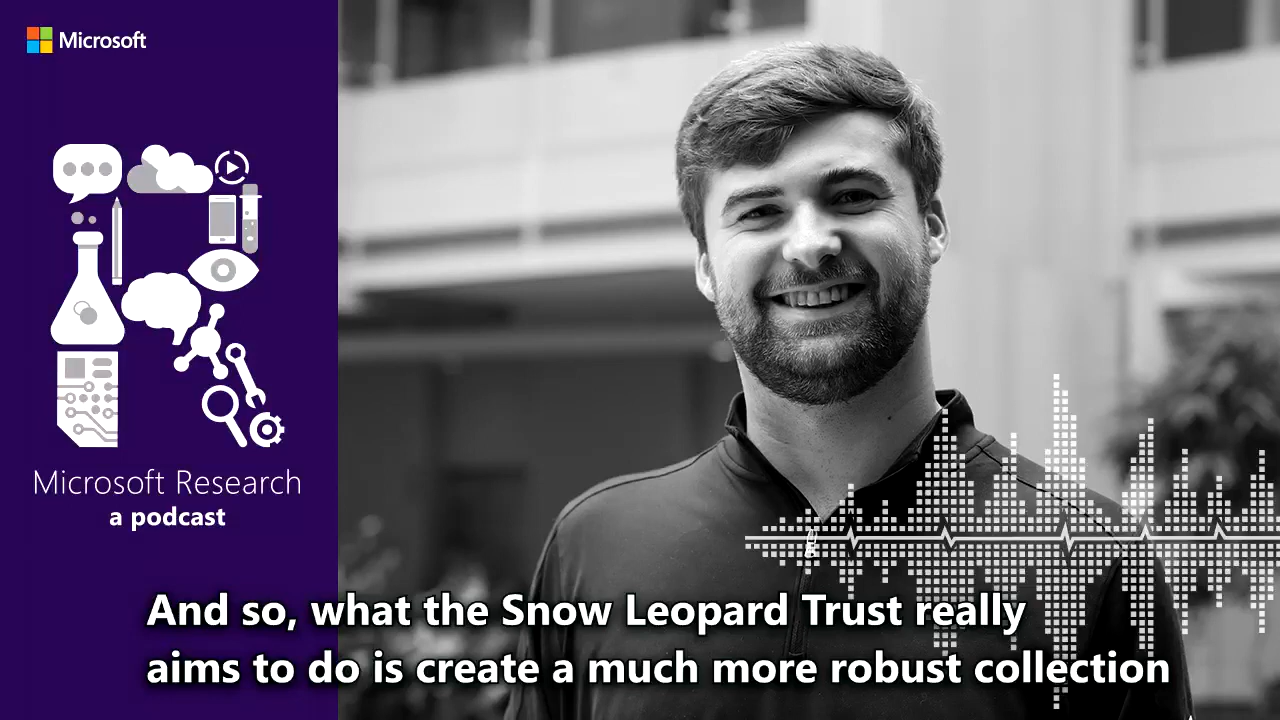 Microsoft
Microsoft Research
a podcast
And so, what the Snow Leopard Trust really
aims to do is create a much more robust collection